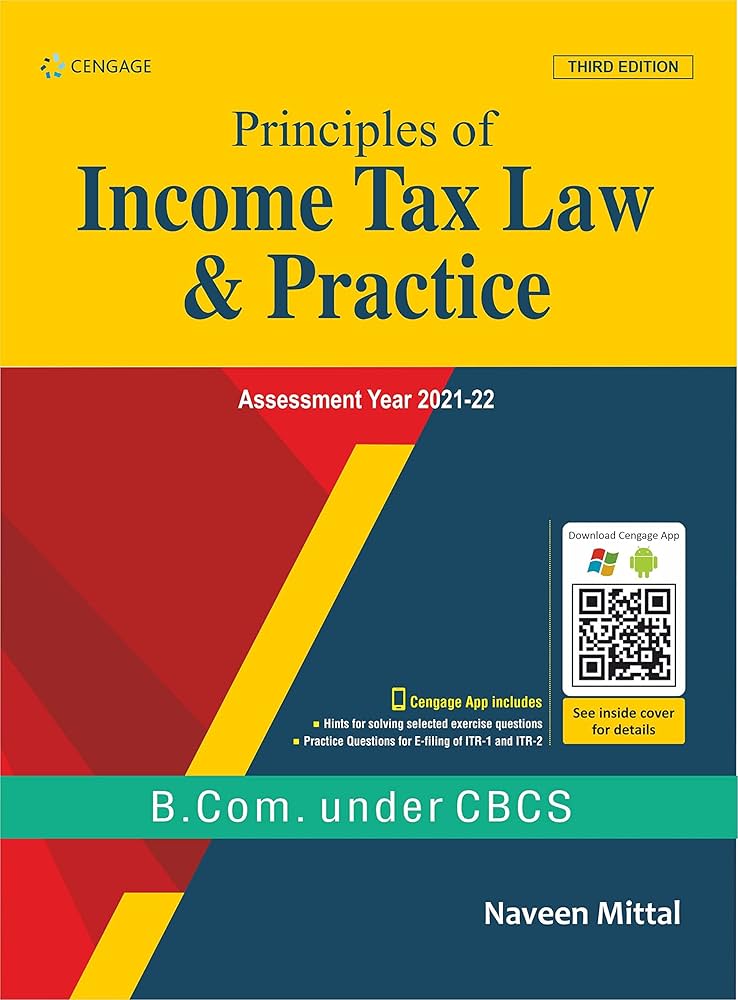 CENGAGE
THIRD EDITION
Principles of
Income Tax Law
& Practice
Assessment Year 2021-22
Download Cengage App
Cengage App includes
Hints for solving selected exercise questions
Practice Questions for E-filing of ITR-1 and ITR-2
See inside cover
for details
B.Com. under CBCS
Naveen Mittal